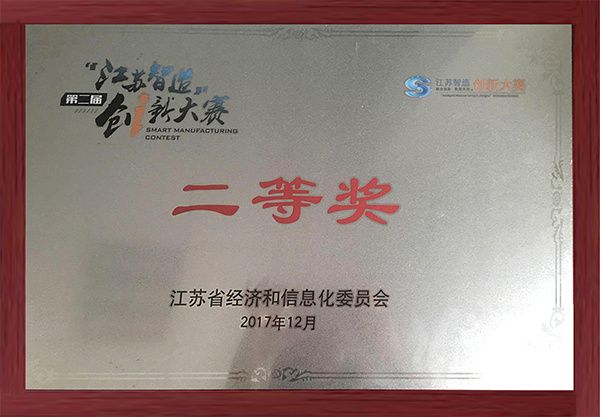 “江苏智造”
第二届
创新大赛
SMART MANUFACTURING
CONTEST
江苏智造
创新大赛
二等奖
江苏省经济和信息化委员会
2017年12月